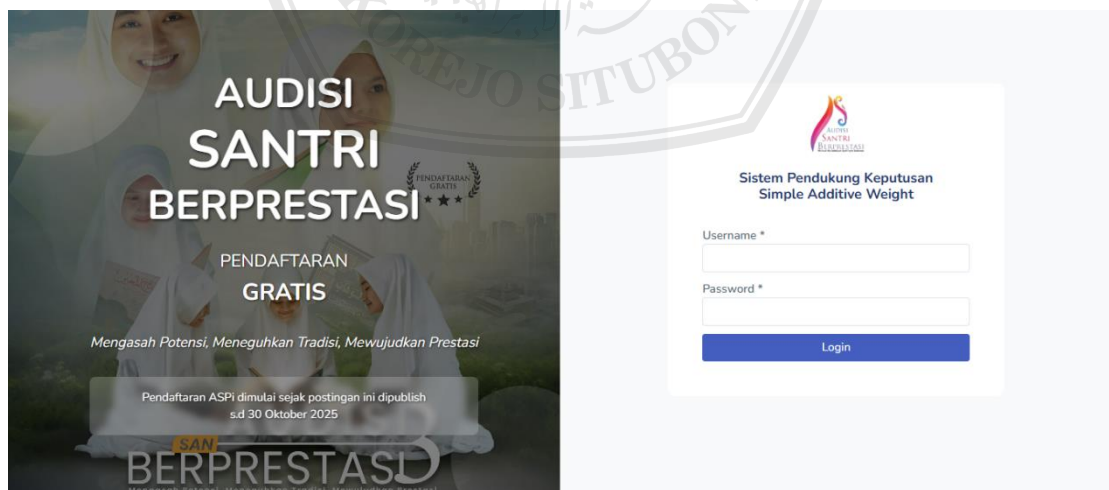 OREJO SITUBON
AUDISI
SANTRI
BERPRESTASI
PENDAFTARAN
GRATIS
PENDAFTARAN
GRATIS
Mengasah Potensi, Meneguhkan Tradisi, Mewujudkan Prestasi
Pendaftaran ASPi dimulai sejak postingan ini dipublish
s.d 30 Oktober 2025
SAN
BERPRESTASI
AUDISI
SANTRI
BERPRESTASI
Sistem Pendukung Keputusan
Simple Additive Weight
Username *
Password *
Login